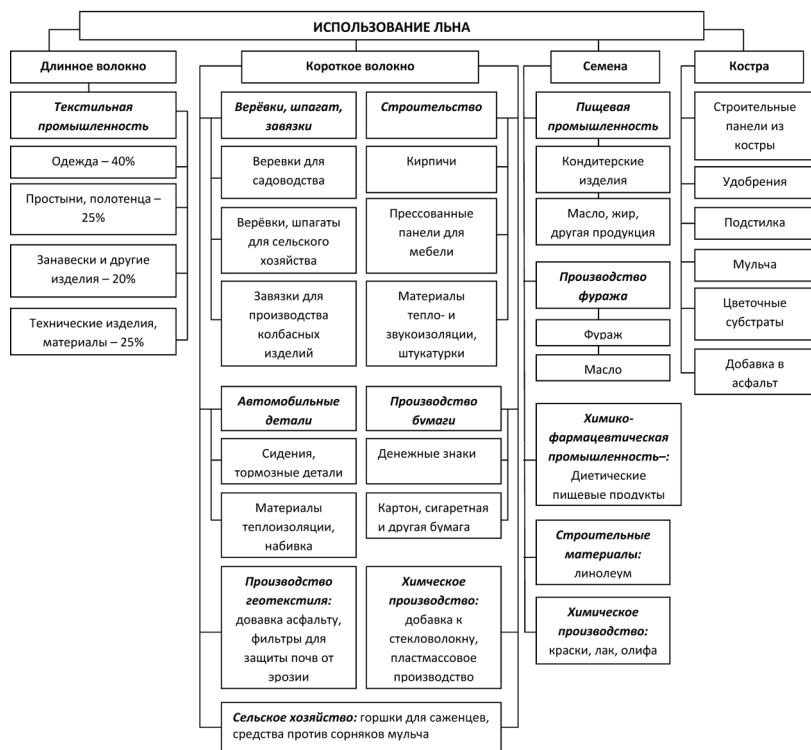 ИСПОЛЬЗОВАНИЕ ЛЬНА
Длинное волокно
Текстильная
промышленность
Одежда – 40%
Простыни, полотенца –
25%
Занавески и другие
изделия – 20%
Технические изделия,
материалы – 25%
Короткое волокно
Верёвки, шпагат,
завязки
Веревки для
садоводства
Верёвки, шпагаты
для сельского
хозяйства
Завязки для
производства
колбасных
изделий
Строительство
Кирпичи
Прессованные
панели для
мебели
Материалы
тепло- и
звукоизоляции,
штукатурки
Автомобильные
детали
Сидения,
тормозные детали
Материалы
теплоизоляции,
набивка
Производство
бумаги
Денежные знаки
Картон, сигаретная
и другая бумага
Производство
геотекстиля:
довавка асфальту,
фильтры для
защиты почв от
эрозии
Химческое
производство:
добавка к
стекловолокну,
пластмассовое
производство
Сельское хозяйство: горшки для саженцев,
средства против сорняков мульча
Семена
Пищевая
промышленность
Кондитерские
изделия
Масло, жир,
другая продукция
Производство
фуража
Фураж
Масло
Химико-
фармацевтическая
промышленность–:
Диетические
пищевые продукты
Строительные
материалы:
линолеум
Химическое
производство:
краски, лак, олифа
Костра
Строительные
панели из
костры
Удобрения
Подстилка
Мульча
Цветочные
субстраты
Добавка в
асфальт